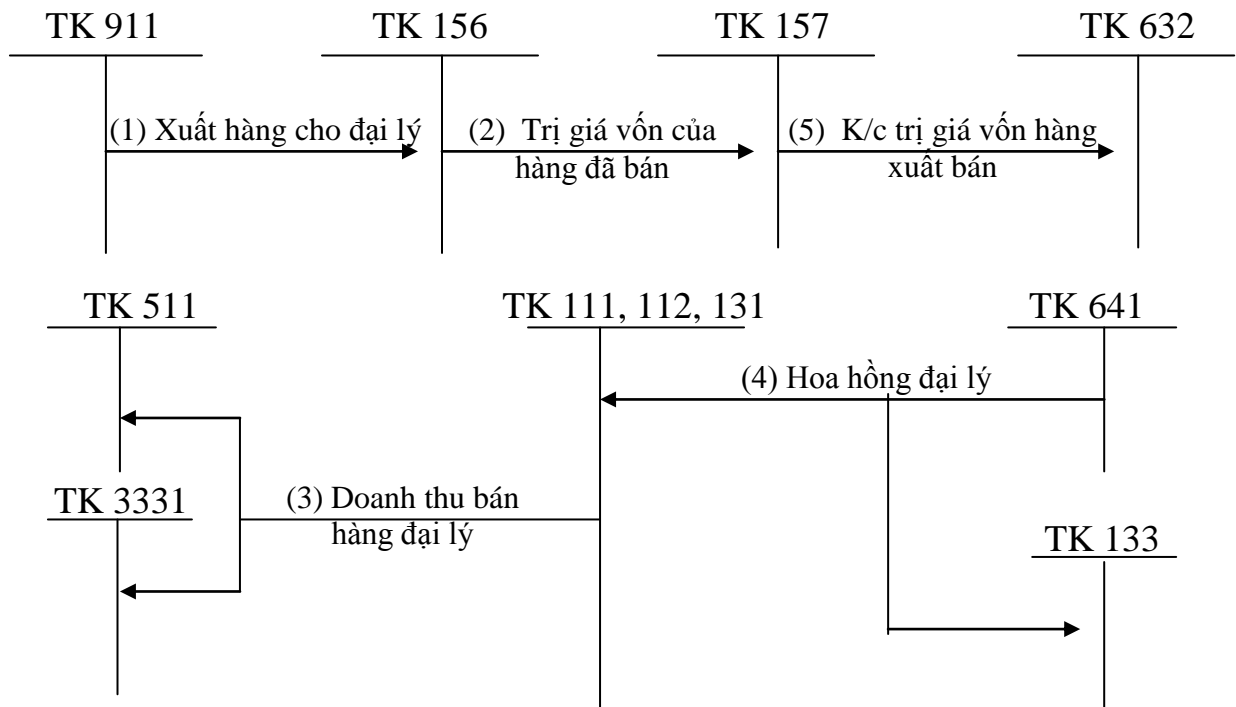 TK 911 TK 156 TK 157 TK 632
(1) Xuất hàng cho đại lý (2) Trị giá vốn của (5) K/c trị giá vốn hàng
hàng đã bán xuất bán
TK 511 TK 111, 112, 131 TK 641
(4) Hoa hồng đại lý
TK 3331 (3) Doanh thu bán
hàng đại lý
TK 133